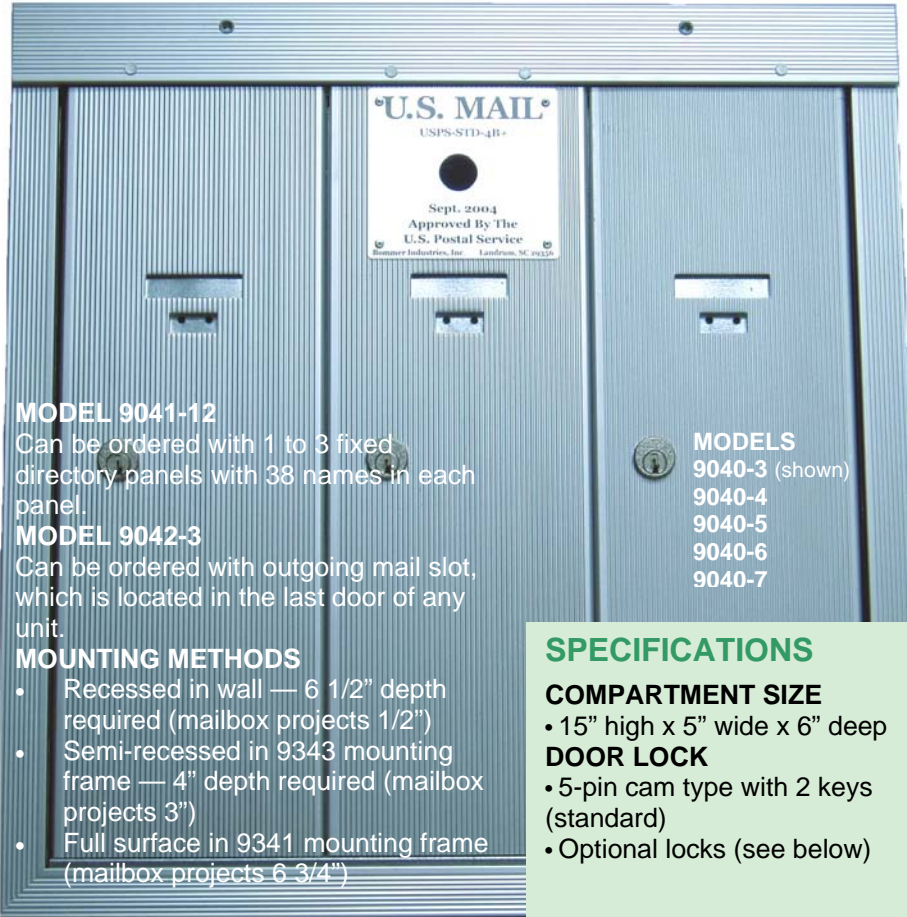 U.S. MAIL
USPS-STD-4B+
Sept. 2004
Approved By The
U.S. Postal Service
Bommer Industries, Inc. Landrum, SC 29356
MODEL 9041-12
Can be ordered with 1 to 3 fixed
directory panels with 38 names in each
panel.
MODEL 9042-3
Can be ordered with outgoing mail slot,
which is located in the last door of any
unit.
MOUNTING METHODS
• Recessed in wall — 6 1/2” depth
required (mailbox projects 1/2”)
• Semi-recessed in 9343 mounting
frame — 4” depth required (mailbox
projects 3”)
• Full surface in 9341 mounting frame
(mailbox projects 6 3/4”)
MODELS
9040-3 (shown)
9040-4
9040-5
9040-6
9040-7
SPECIFICATIONS
COMPARTMENT SIZE
• 15” high x 5” wide x 6” deep
DOOR LOCK
• 5-pin cam type with 2 keys
(standard)
• Optional locks (see below)